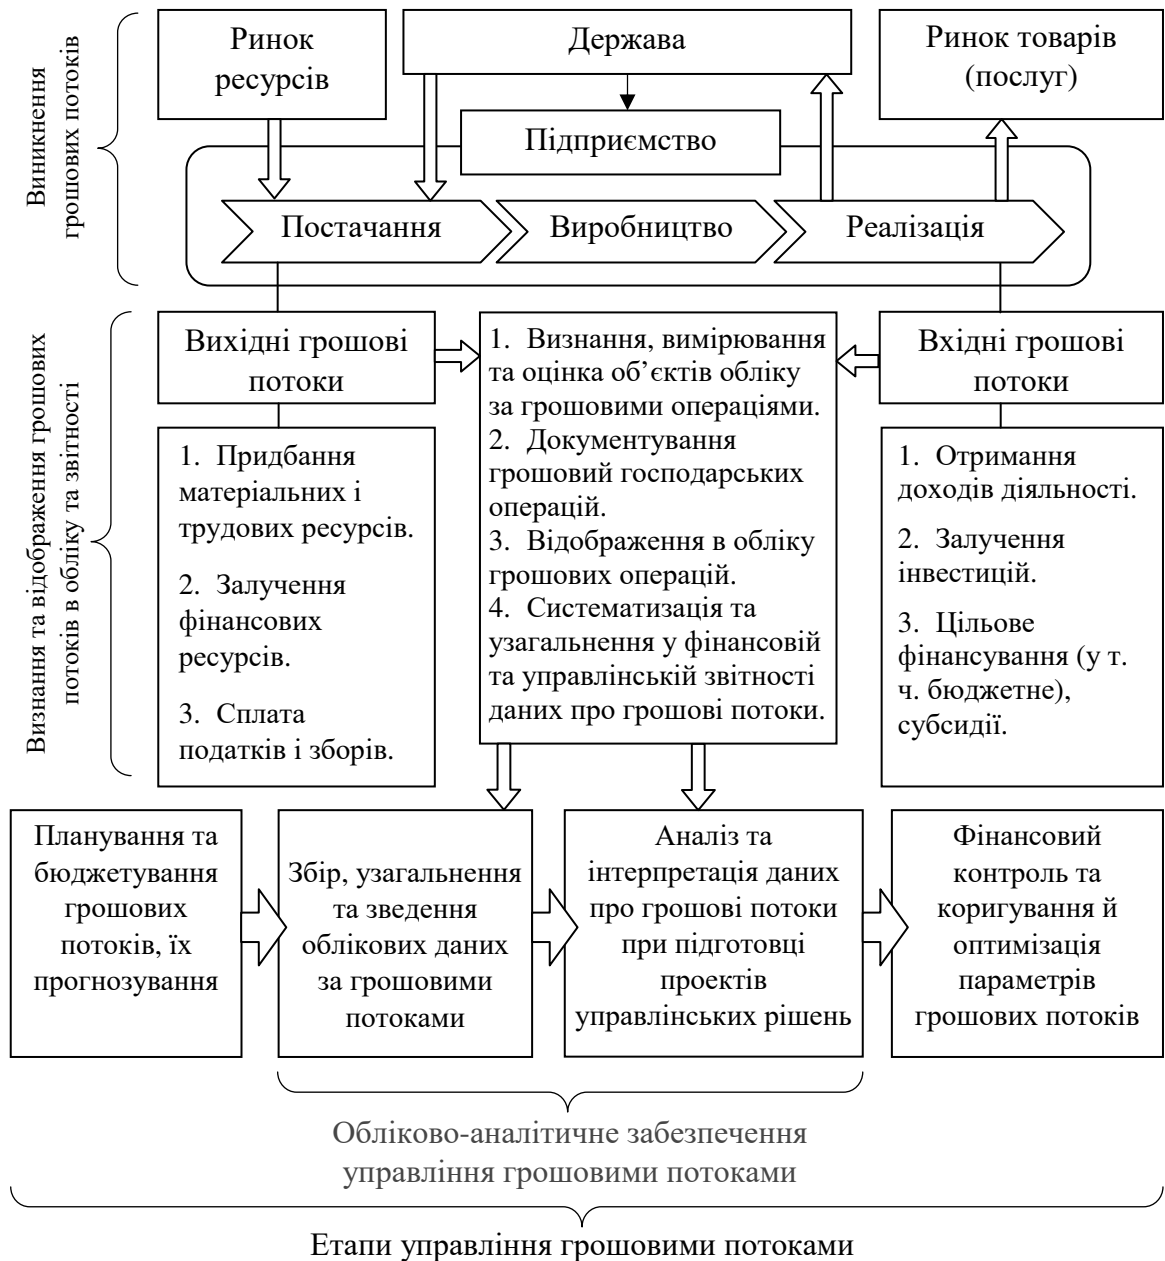 Виникнення
грошових потоків
Ринок
ресурсів
Держава
Ринок товарів
(послуг)
Підприємство
Постачання
Виробництво
Реалізація
Визнання та відображення грошових
потоків в обліку та звітності
Вихідні грошові
потоки
1. Придбання
матеріальних і
трудових ресурсів.
2. Залучення
фінансових
ресурсів.
3. Сплата
податків і зборів.
1. Визнання, вимірювання
та оцінка об’єктів обліку
за грошовими операціями.
2. Документування
грошовий господарських
операцій.
3. Відображення в обліку
грошових операцій.
4. Систематизація та
узагальнення у фінансовій
та управлінській звітності
даних про грошові потоки.
Вхідні грошові
потоки
1. Отримання
доходів діяльності.
2. Залучення
інвестицій.
3. Цільове
фінансування (у т.
ч. бюджетне),
субсидії.
Планування та
бюджетування
грошових
потоків, їх
прогнозування
Збір, узагальнення
та зведення
облікових даних
за грошовими
потоками
Аналіз та
інтерпретація даних
про грошові потоки
при підготовці
проектів
управлінських рішень
Фінансовий
контроль та
коригування й
оптимізація
параметрів
грошових потоків
Обліково-аналітичне забезпечення
управління грошовими потоками
Етапи управління грошовими потоками